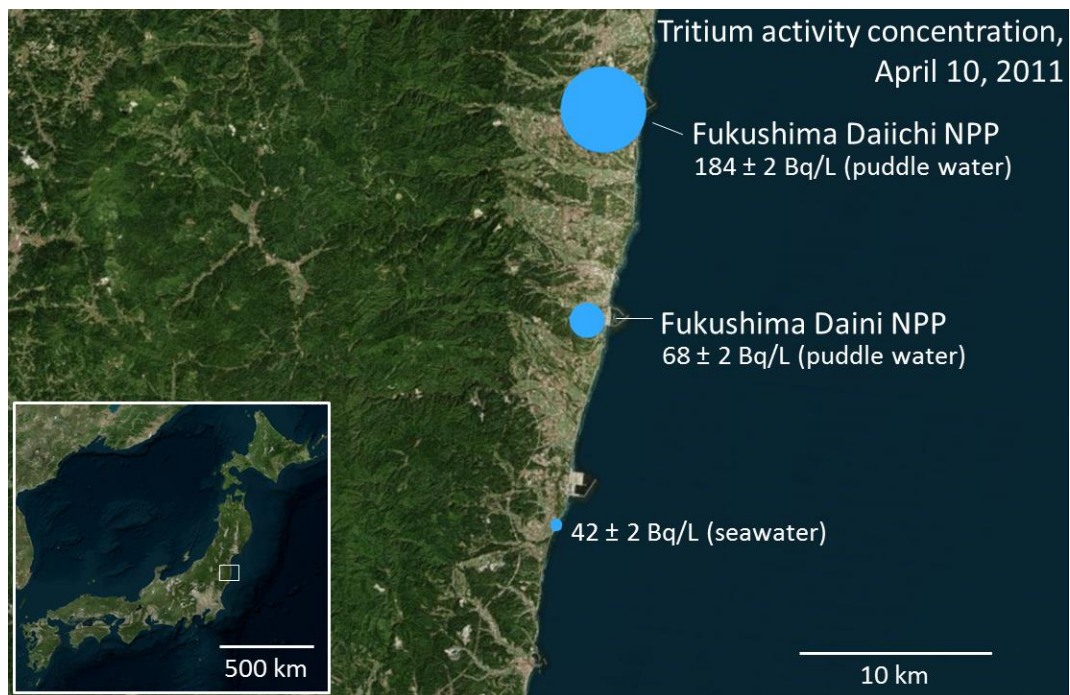 Tritium activity concentration,
April 10, 2011
Fukushima Daiichi NPP
184 ± 2 Bq/L (puddle water)
Fukushima Daini NPP
68 ± 2 Bq/L (puddle water)
42 ± 2 Bq/L (seawater)
500 km
10 km